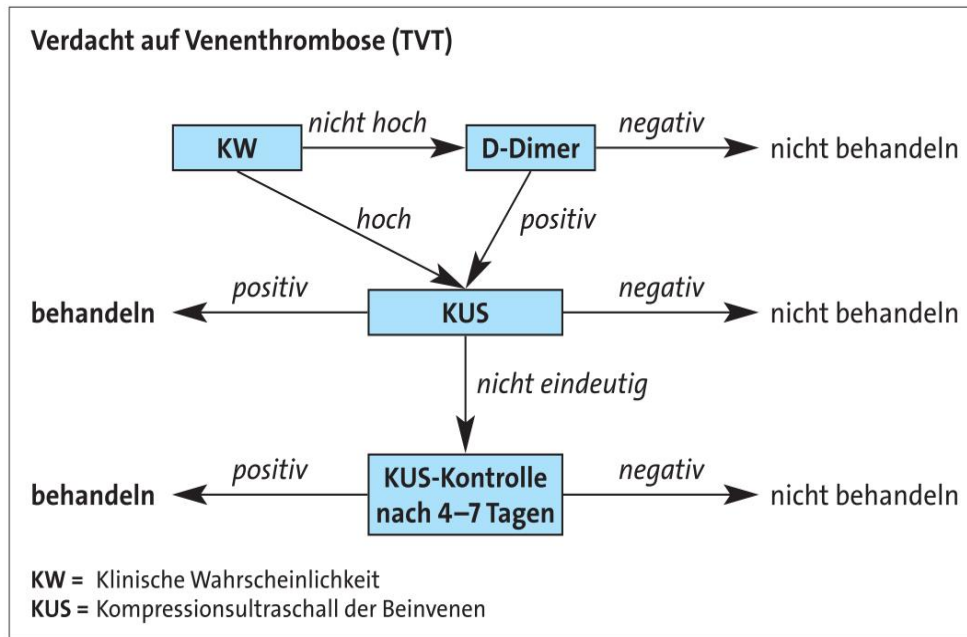 Verdacht auf Venenthrombose (TVT)
KW
nicht hoch
D-Dimer
negativ
nicht behandeln
hoch
positiv
behandeln
positiv
KUS
negativ
nicht behandeln
nicht eindeutig
behandeln
positiv
KUS-Kontrolle
nach 4–7 Tagen
negativ
nicht behandeln
KW = Klinische Wahrscheinlichkeit
KUS = Kompressionsultraschall der Beinvenen